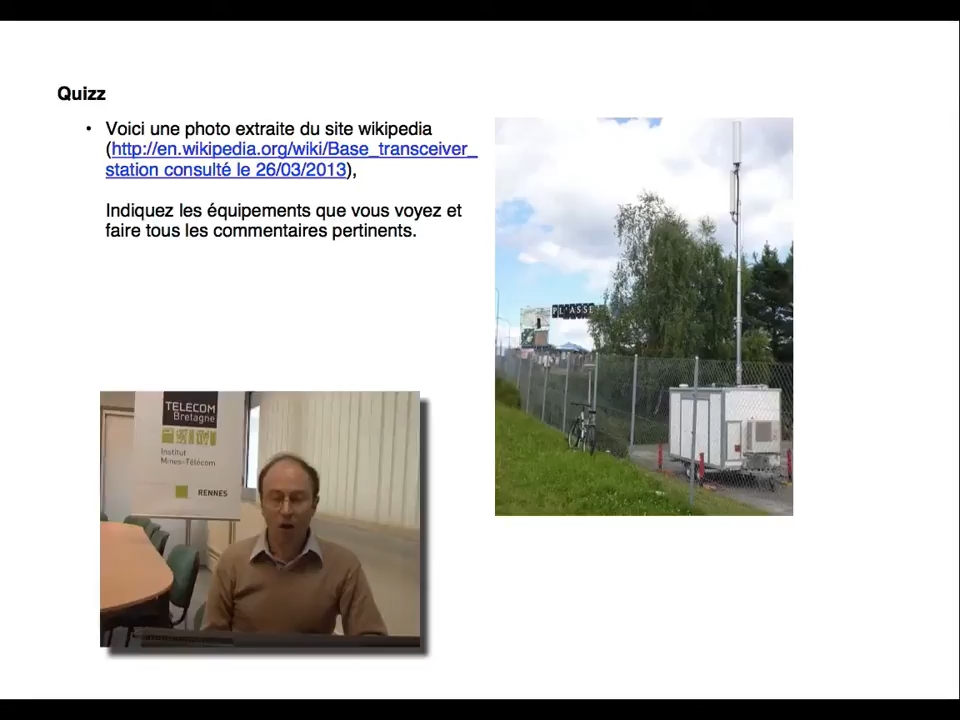 Quizz
• Voici une photo extraite du site wikipedia
(http://en.wikipedia.org/wiki/Base_transceiver_
station consulté le 26/03/2013),
Indiquez les équipements que vous voyez et
faire tous les commentaires pertinents.
PL'ASSE
TELECOM
Bretagne
Institut
Mines-Télécom
RENNES